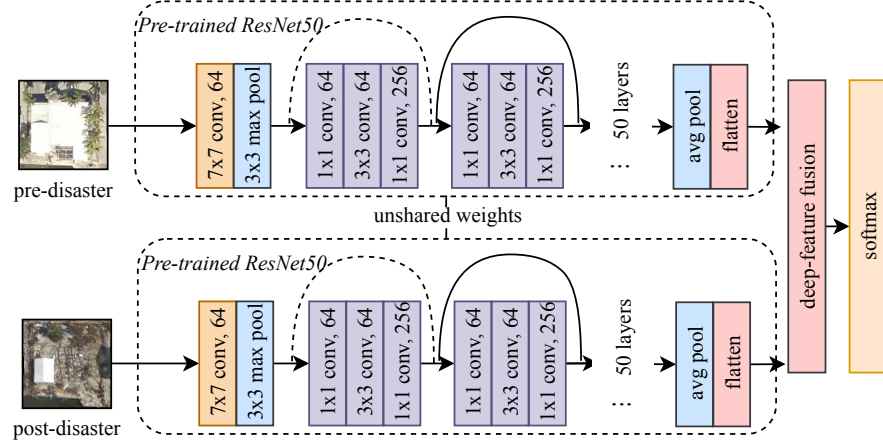 Pre-trained ResNet50
7x7 conv, 64
3x3 max pool
1x1 conv, 64
3x3 conv, 64
1x1 conv, 256
1x1 conv, 64
3x3 conv, 64
1x1 conv, 256
... 50 layers
avg pool
flatten
pre-disaster
unshared weights
Pre-trained ResNet50
7x7 conv, 64
3x3 max pool
1x1 conv, 64
3x3 conv, 64
1x1 conv, 256
1x1 conv, 64
3x3 conv, 64
1x1 conv, 256
... 50 layers
avg pool
flatten
post-disaster
deep-feature fusion
softmax